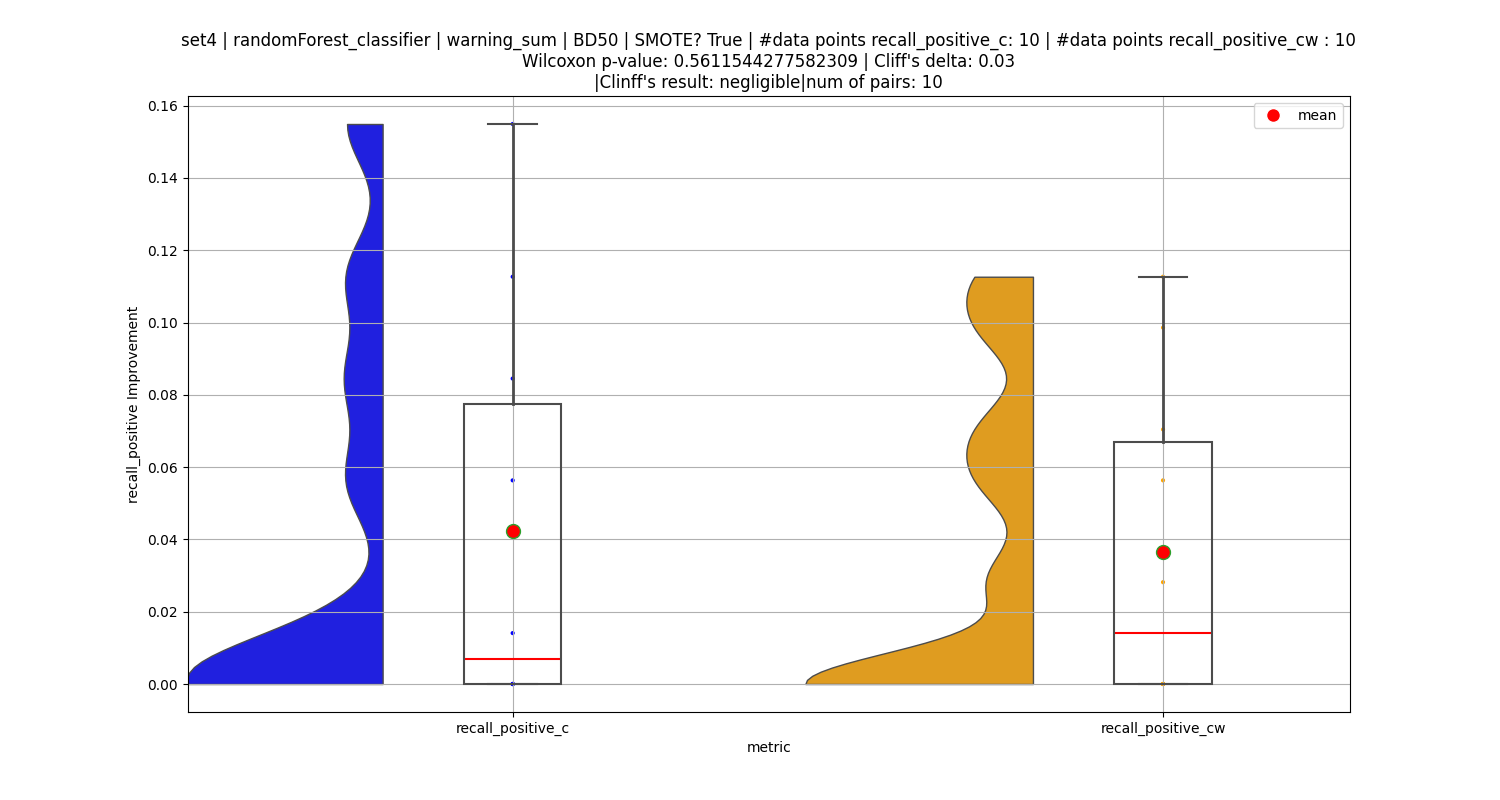 set4 | randomForest_classifier | warning_sum | BD50 | SMOTE? True | #data points recall_positive_c: 10 | #data points recall_positive_cw : 10
Wilcoxon p-value: 0.5611544277582309 | Cliff's delta: 0.03
|Clinff's result: negligible|num of pairs: 10
mean
0.16
0.14
0.12
0.10
0.08
0.06
0.04
0.02
0.00
recall_positive Improvement
recall_positive_c
recall_positive_cw
metric